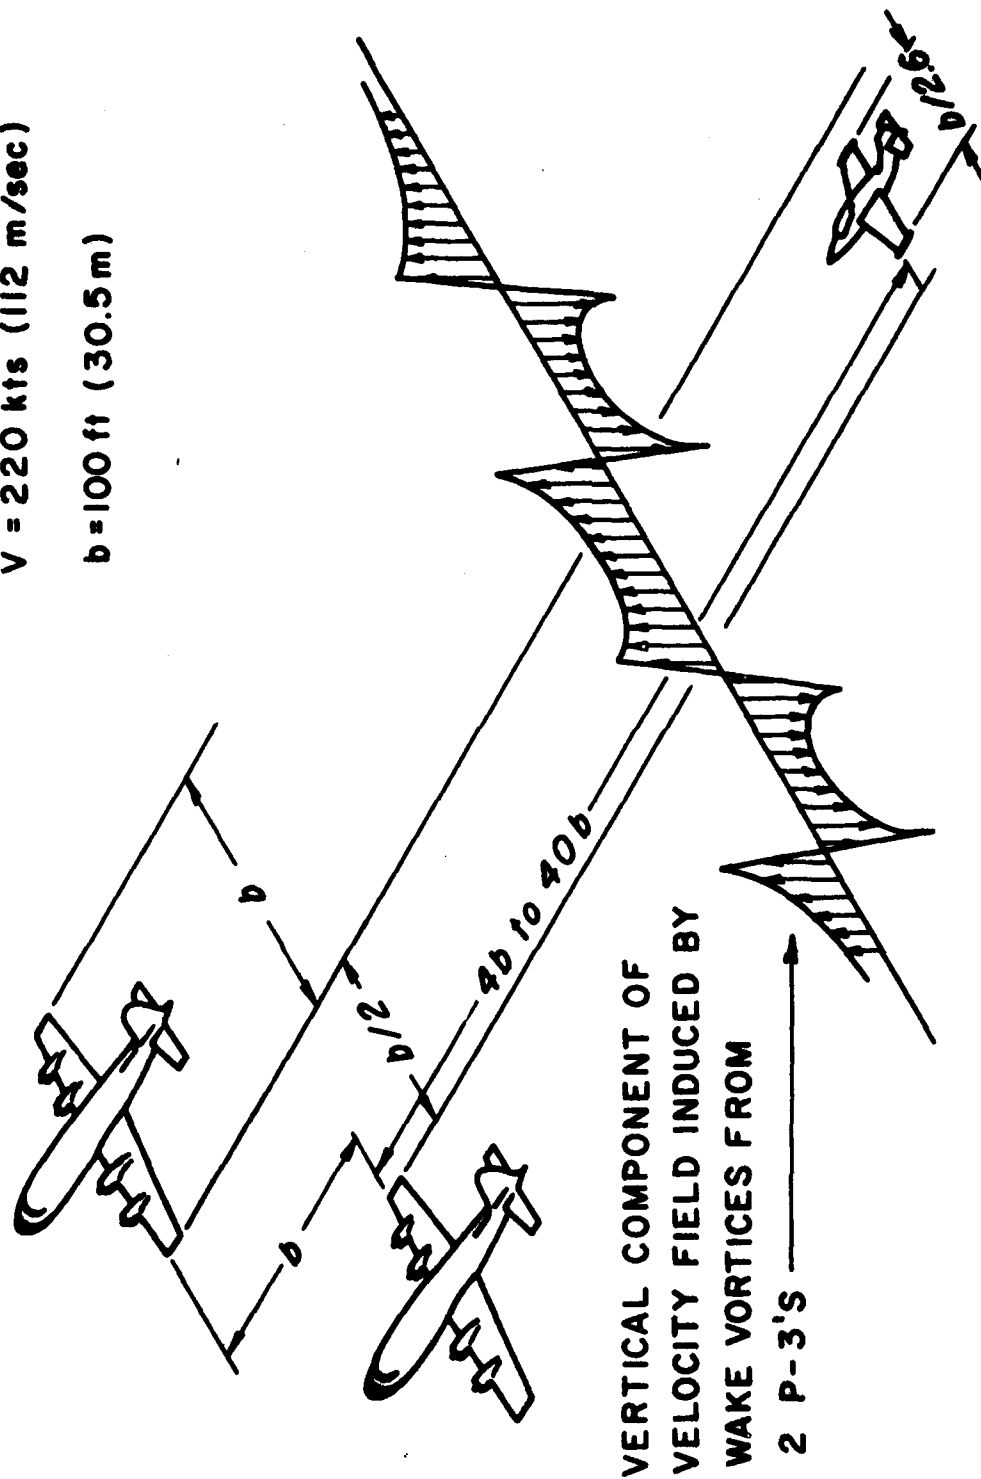 V = 220 kts (112 m/sec)
b = 100 ft (30.5 m)
b
b
b/2
4b to 40b
b/2.6
VERTICAL COMPONENT OF
VELOCITY FIELD INDUCED BY
WAKE VORTICES FROM
2 P-3'S